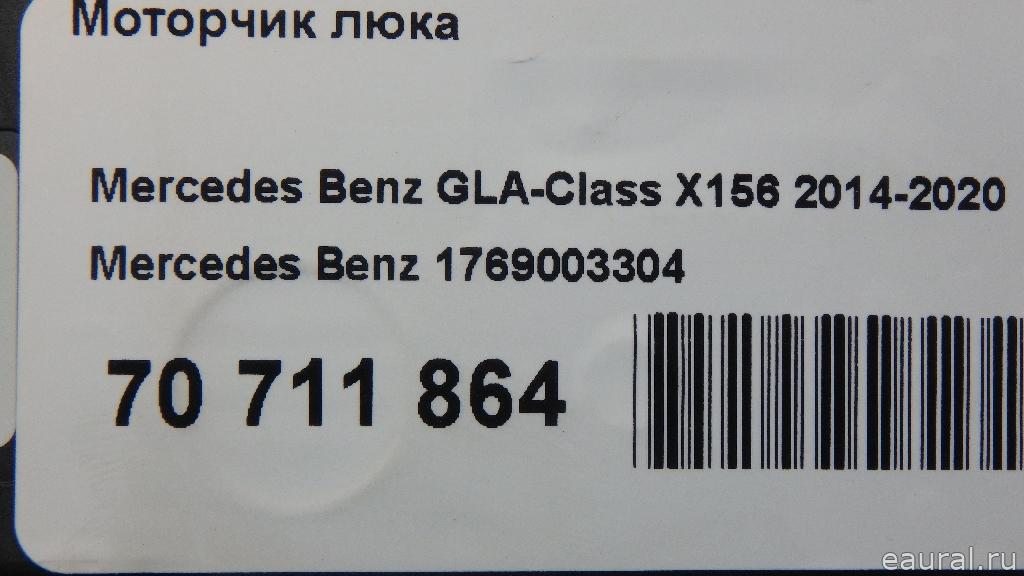 Моторчик люка
Mercedes Benz GLA-Class X156 2014-2020
Mercedes Benz 1769003304
70 711 864
eaural.ru